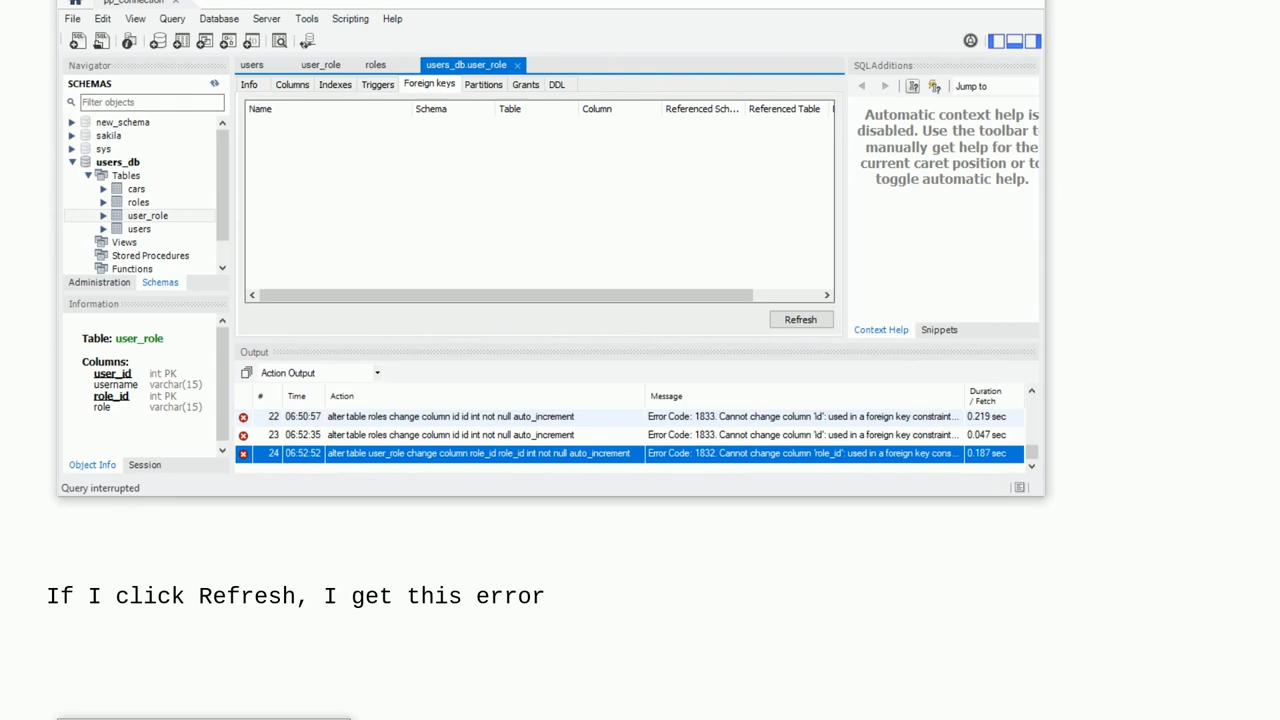 pp_connection ×
File Edit View Query Database Server Tools Scripting Help
Navigator
SCHEMAS
Filter objects
new_schema
sakila
sys
users_db
Tables
cars
roles
user_role
users
Views
Stored Procedures
Functions
Administration Schemas
Information
Table: user_role
Columns:
user_id int PK
username varchar(15)
role_id int PK
role varchar(15)
Object Info Session
Query interrupted
users user_role roles users_db.user_role ×
Info Columns Indexes Triggers Foreign keys Partitions Grants DDL
Name Schema Table Column Referenced Sch... Referenced Table
Refresh
SQLAdditions
Jump to
Automatic context help is
disabled. Use the toolbar t
manually get help for the
current caret position or to
toggle automatic help.
Context Help Snippets
Output
Action Output
# Time Action Message Duration / Fetch
22 06:50:57 alter table roles change column id id int not null auto_increment Error Code: 1833. Cannot change column 'id': used in a foreign key constraint... 0.219 sec
23 06:52:35 alter table roles change column id id int not null auto_increment Error Code: 1833. Cannot change column 'id': used in a foreign key constraint... 0.047 sec
24 06:52:52 alter table user_role change column role_id role_id int not null auto_increment Error Code: 1832. Cannot change column 'role_id': used in a foreign key cons... 0.187 sec
If I click Refresh, I get this error